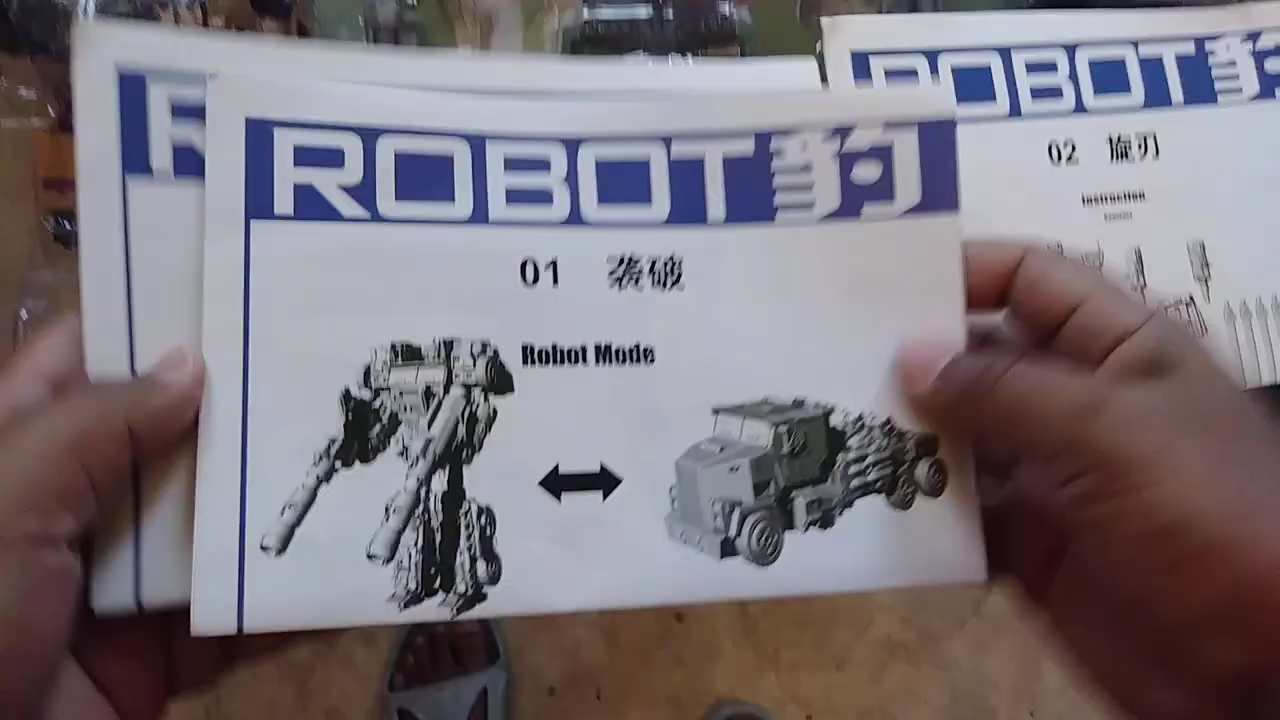 ROBOT豹
01 袭破
Robot Mode
R
ROBOT豹
02 旋刃
Instruction